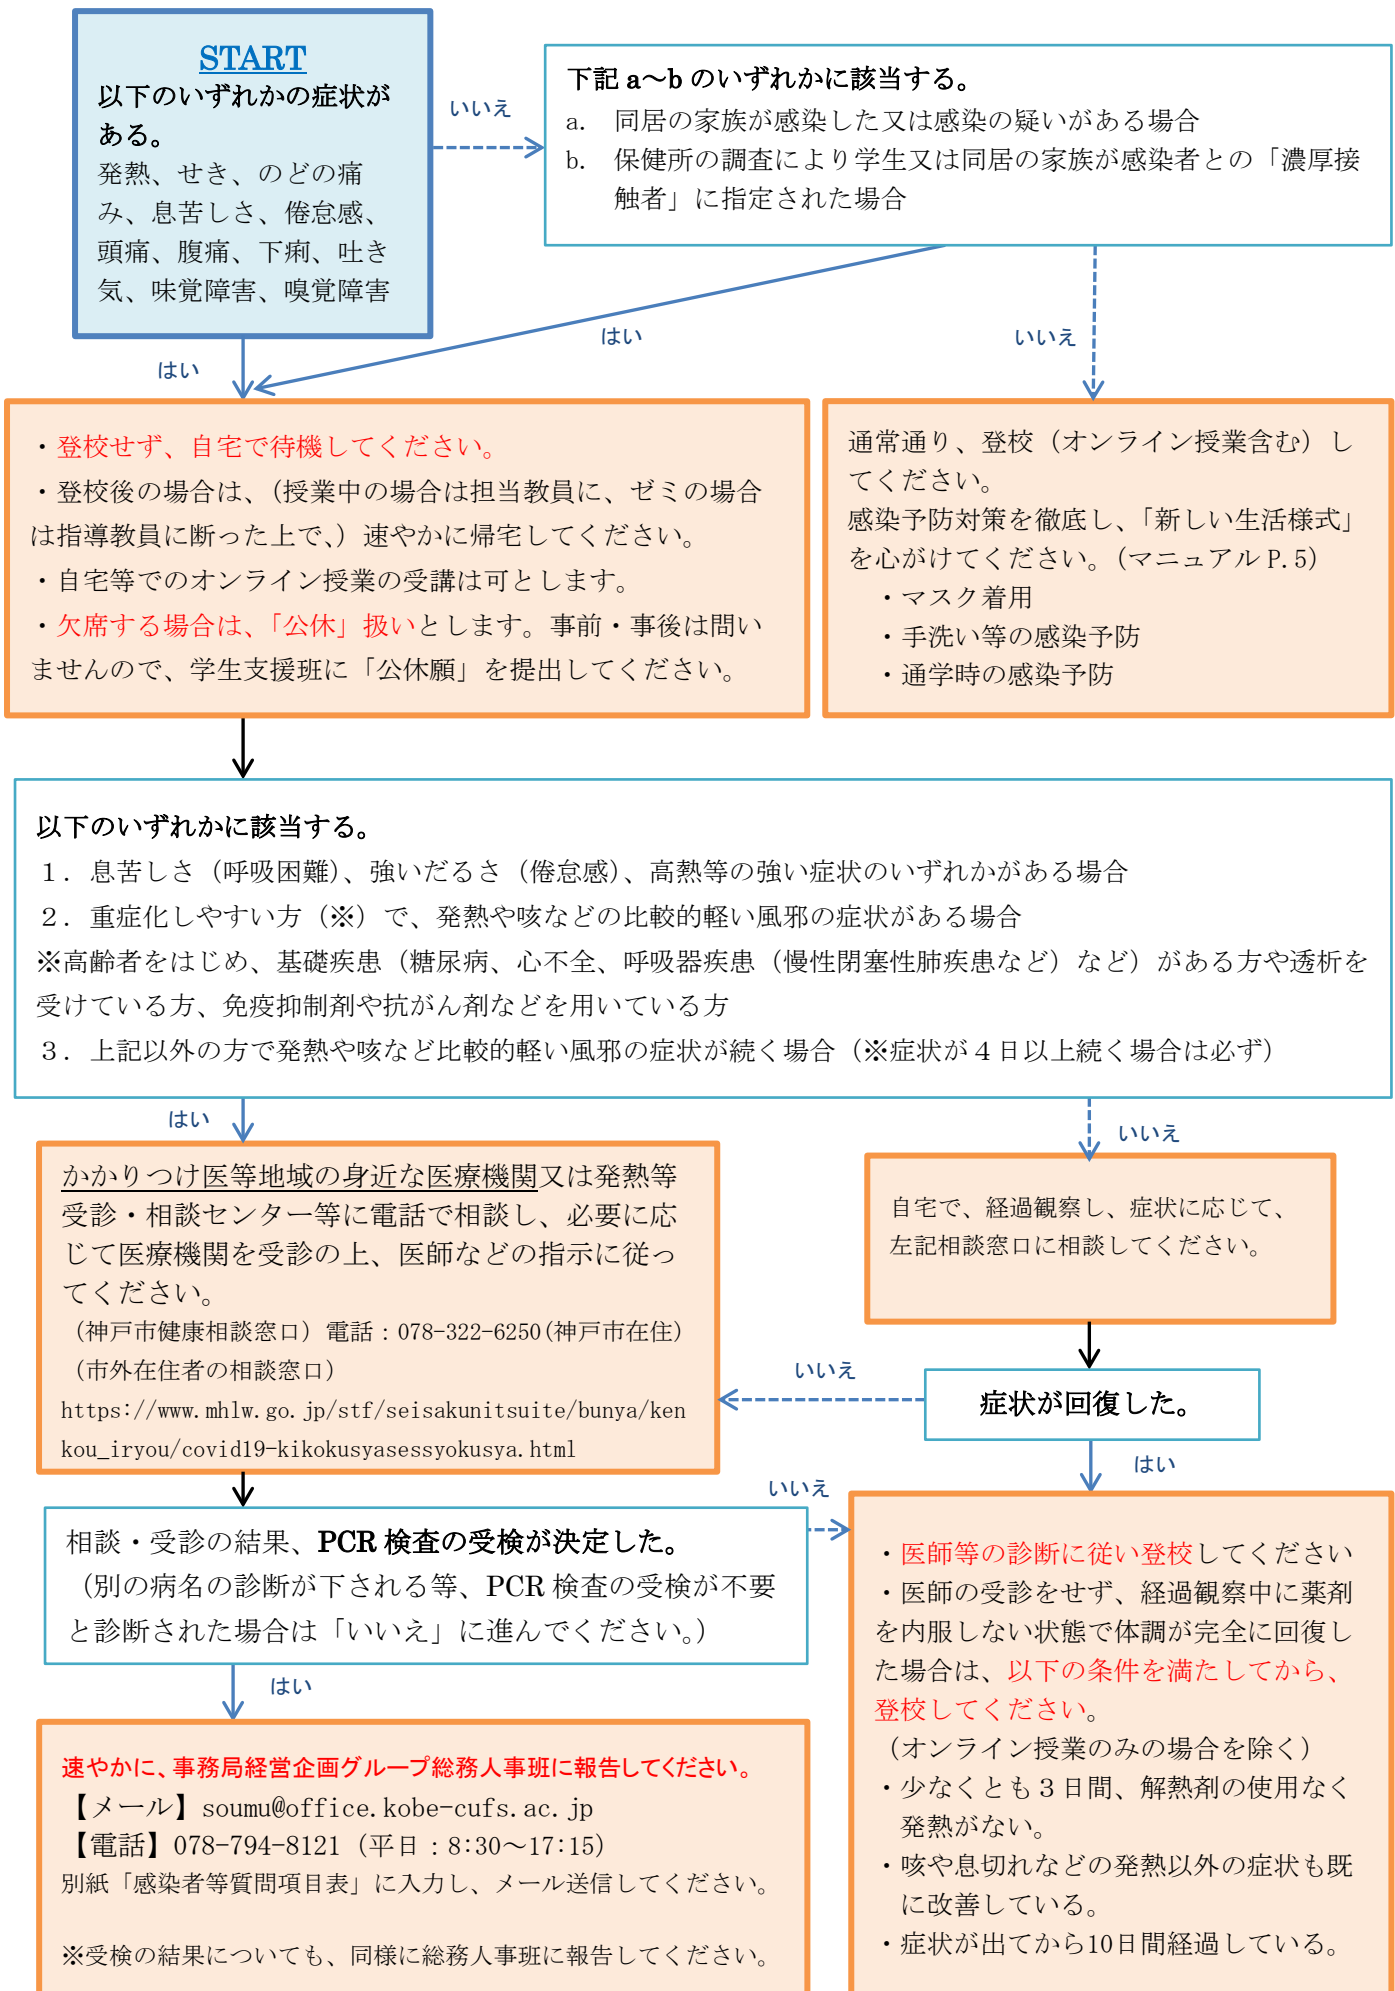 START
以下のいずれかの症状が
ある。
発熱、せき、のどの痛
み、息苦しさ、倦怠感、
頭痛、腹痛、下痢、吐き
気、味覚障害、嗅覚障害
いいえ
下記 a～b のいずれかに該当する。
a. 同居の家族が感染した又は感染の疑いがある場合
b. 保健所の調査により学生又は同居の家族が感染者との「濃厚接
触者」に指定された場合
はい
はい
いいえ
・登校せず、自宅で待機してください。
・登校後の場合は、（授業中の場合は担当教員に、ゼミの場合
は指導教員に断った上で、）速やかに帰宅してください。
・自宅等でのオンライン授業の受講は可とします。
・欠席する場合は、「公休」扱いとします。事前・事後は問い
ませんので、学生支援班に「公休願」を提出してください。
通常通り、登校（オンライン授業含む）し
てください。
感染予防対策を徹底し、「新しい生活様式」
を心がけてください。（マニュアル P.5）
・マスク着用
・手洗い等の感染予防
・通学時の感染予防
以下のいずれかに該当する。
１．息苦しさ（呼吸困難）、強いだるさ（倦怠感）、高熱等の強い症状のいずれかがある場合
２．重症化しやすい方（※）で、発熱や咳などの比較的軽い風邪の症状がある場合
※高齢者をはじめ、基礎疾患（糖尿病、心不全、呼吸器疾患（慢性閉塞性肺疾患など）など）がある方や透析を
受けている方、免疫抑制剤や抗がん剤などを用いている方
３．上記以外の方で発熱や咳など比較的軽い風邪の症状が続く場合（※症状が４日以上続く場合は必ず）
はい
いいえ
かかりつけ医等地域の身近な医療機関又は発熱等
受診・相談センター等に電話で相談し、必要に応
じて医療機関を受診の上、医師などの指示に従っ
てください。
（神戸市健康相談窓口）電話：078-322-6250(神戸市在住)
（市外在住者の相談窓口）
https://www.mhlw.go.jp/stf/seisakunitsuite/bunya/ken
kou_iryou/covid19-kikokusyasessyokusya.html
自宅で、経過観察し、症状に応じて、
左記相談窓口に相談してください。
いいえ
症状が回復した。
はい
いいえ
相談・受診の結果、PCR 検査の受検が決定した。
（別の病名の診断が下される等、PCR 検査の受検が不要
と診断された場合は「いいえ」に進んでください。）
はい
速やかに、事務局経営企画グループ総務人事班に報告してください。
【メール】soumu@office.kobe-cufs.ac.jp
【電話】078-794-8121（平日：8:30～17:15）
別紙「感染者等質問項目表」に入力し、メール送信してください。
※受検の結果についても、同様に総務人事班に報告してください。
・医師等の診断に従い登校してください
・医師の受診をせず、経過観察中に薬剤
を内服しない状態で体調が完全に回復し
た場合は、以下の条件を満たしてから、
登校してください。
（オンライン授業のみの場合を除く）
・少なくとも３日間、解熱剤の使用なく
発熱がない。
・咳や息切れなどの発熱以外の症状も既
に改善している。
・症状が出てから10日間経過している。